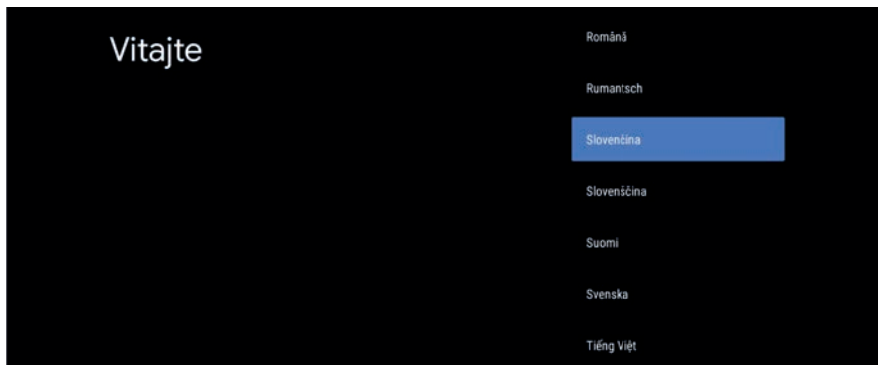 Vitajte
Română
Rumantsch
Slovenčina
Slovenščina
Suomi
Svenska
Tiếng Việt